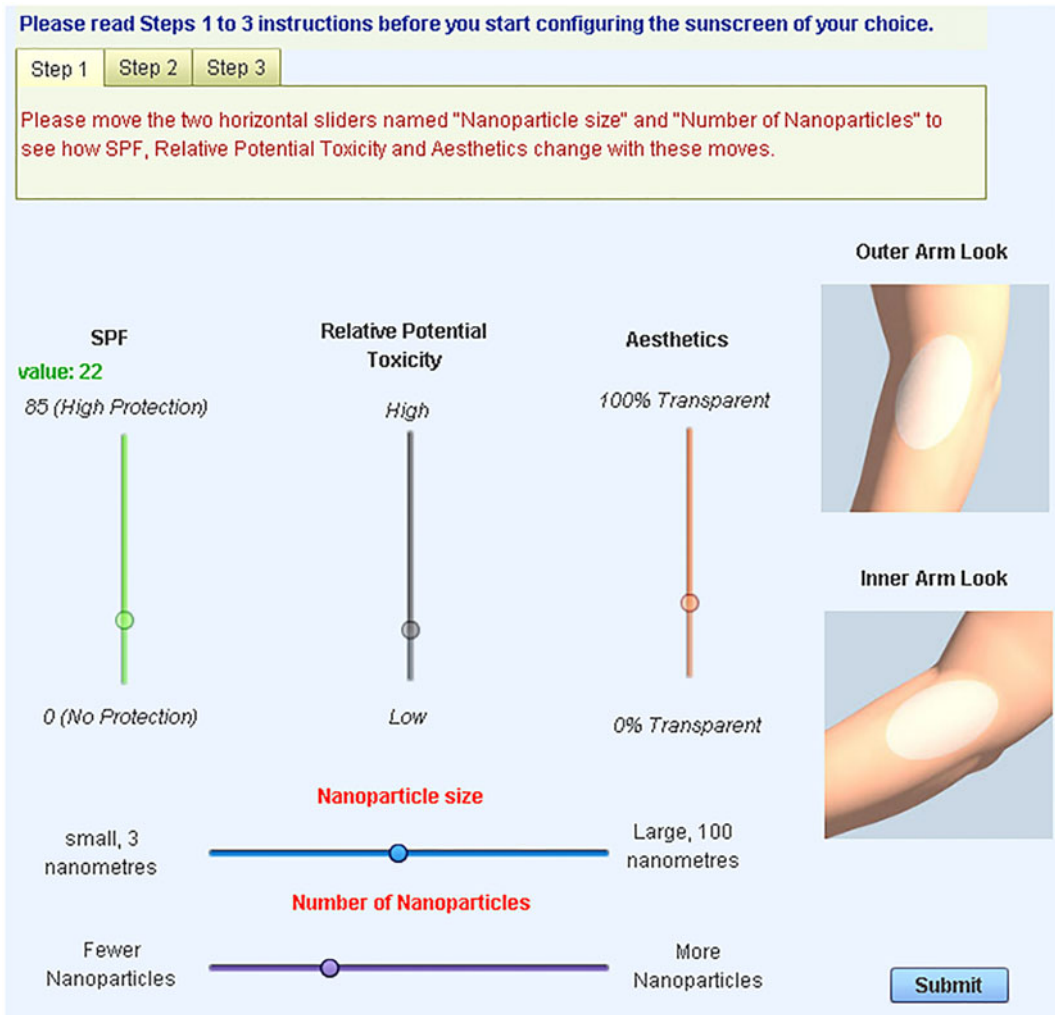 Please read Steps 1 to 3 instructions before you start configuring the sunscreen of your choice.
Step 1
Step 2
Step 3
Please move the two horizontal sliders named "Nanoparticle size" and "Number of Nanoparticles" to
see how SPF, Relative Potential Toxicity and Aesthetics change with these moves.
SPF
value: 22
85 (High Protection)
0 (No Protection)
Relative Potential
Toxicity
High
Low
Aesthetics
100% Transparent
0% Transparent
Outer Arm Look
Inner Arm Look
Nanoparticle size
small, 3
nanometres
Large, 100
nanometres
Number of Nanoparticles
Fewer
Nanoparticles
More
Nanoparticles
Submit